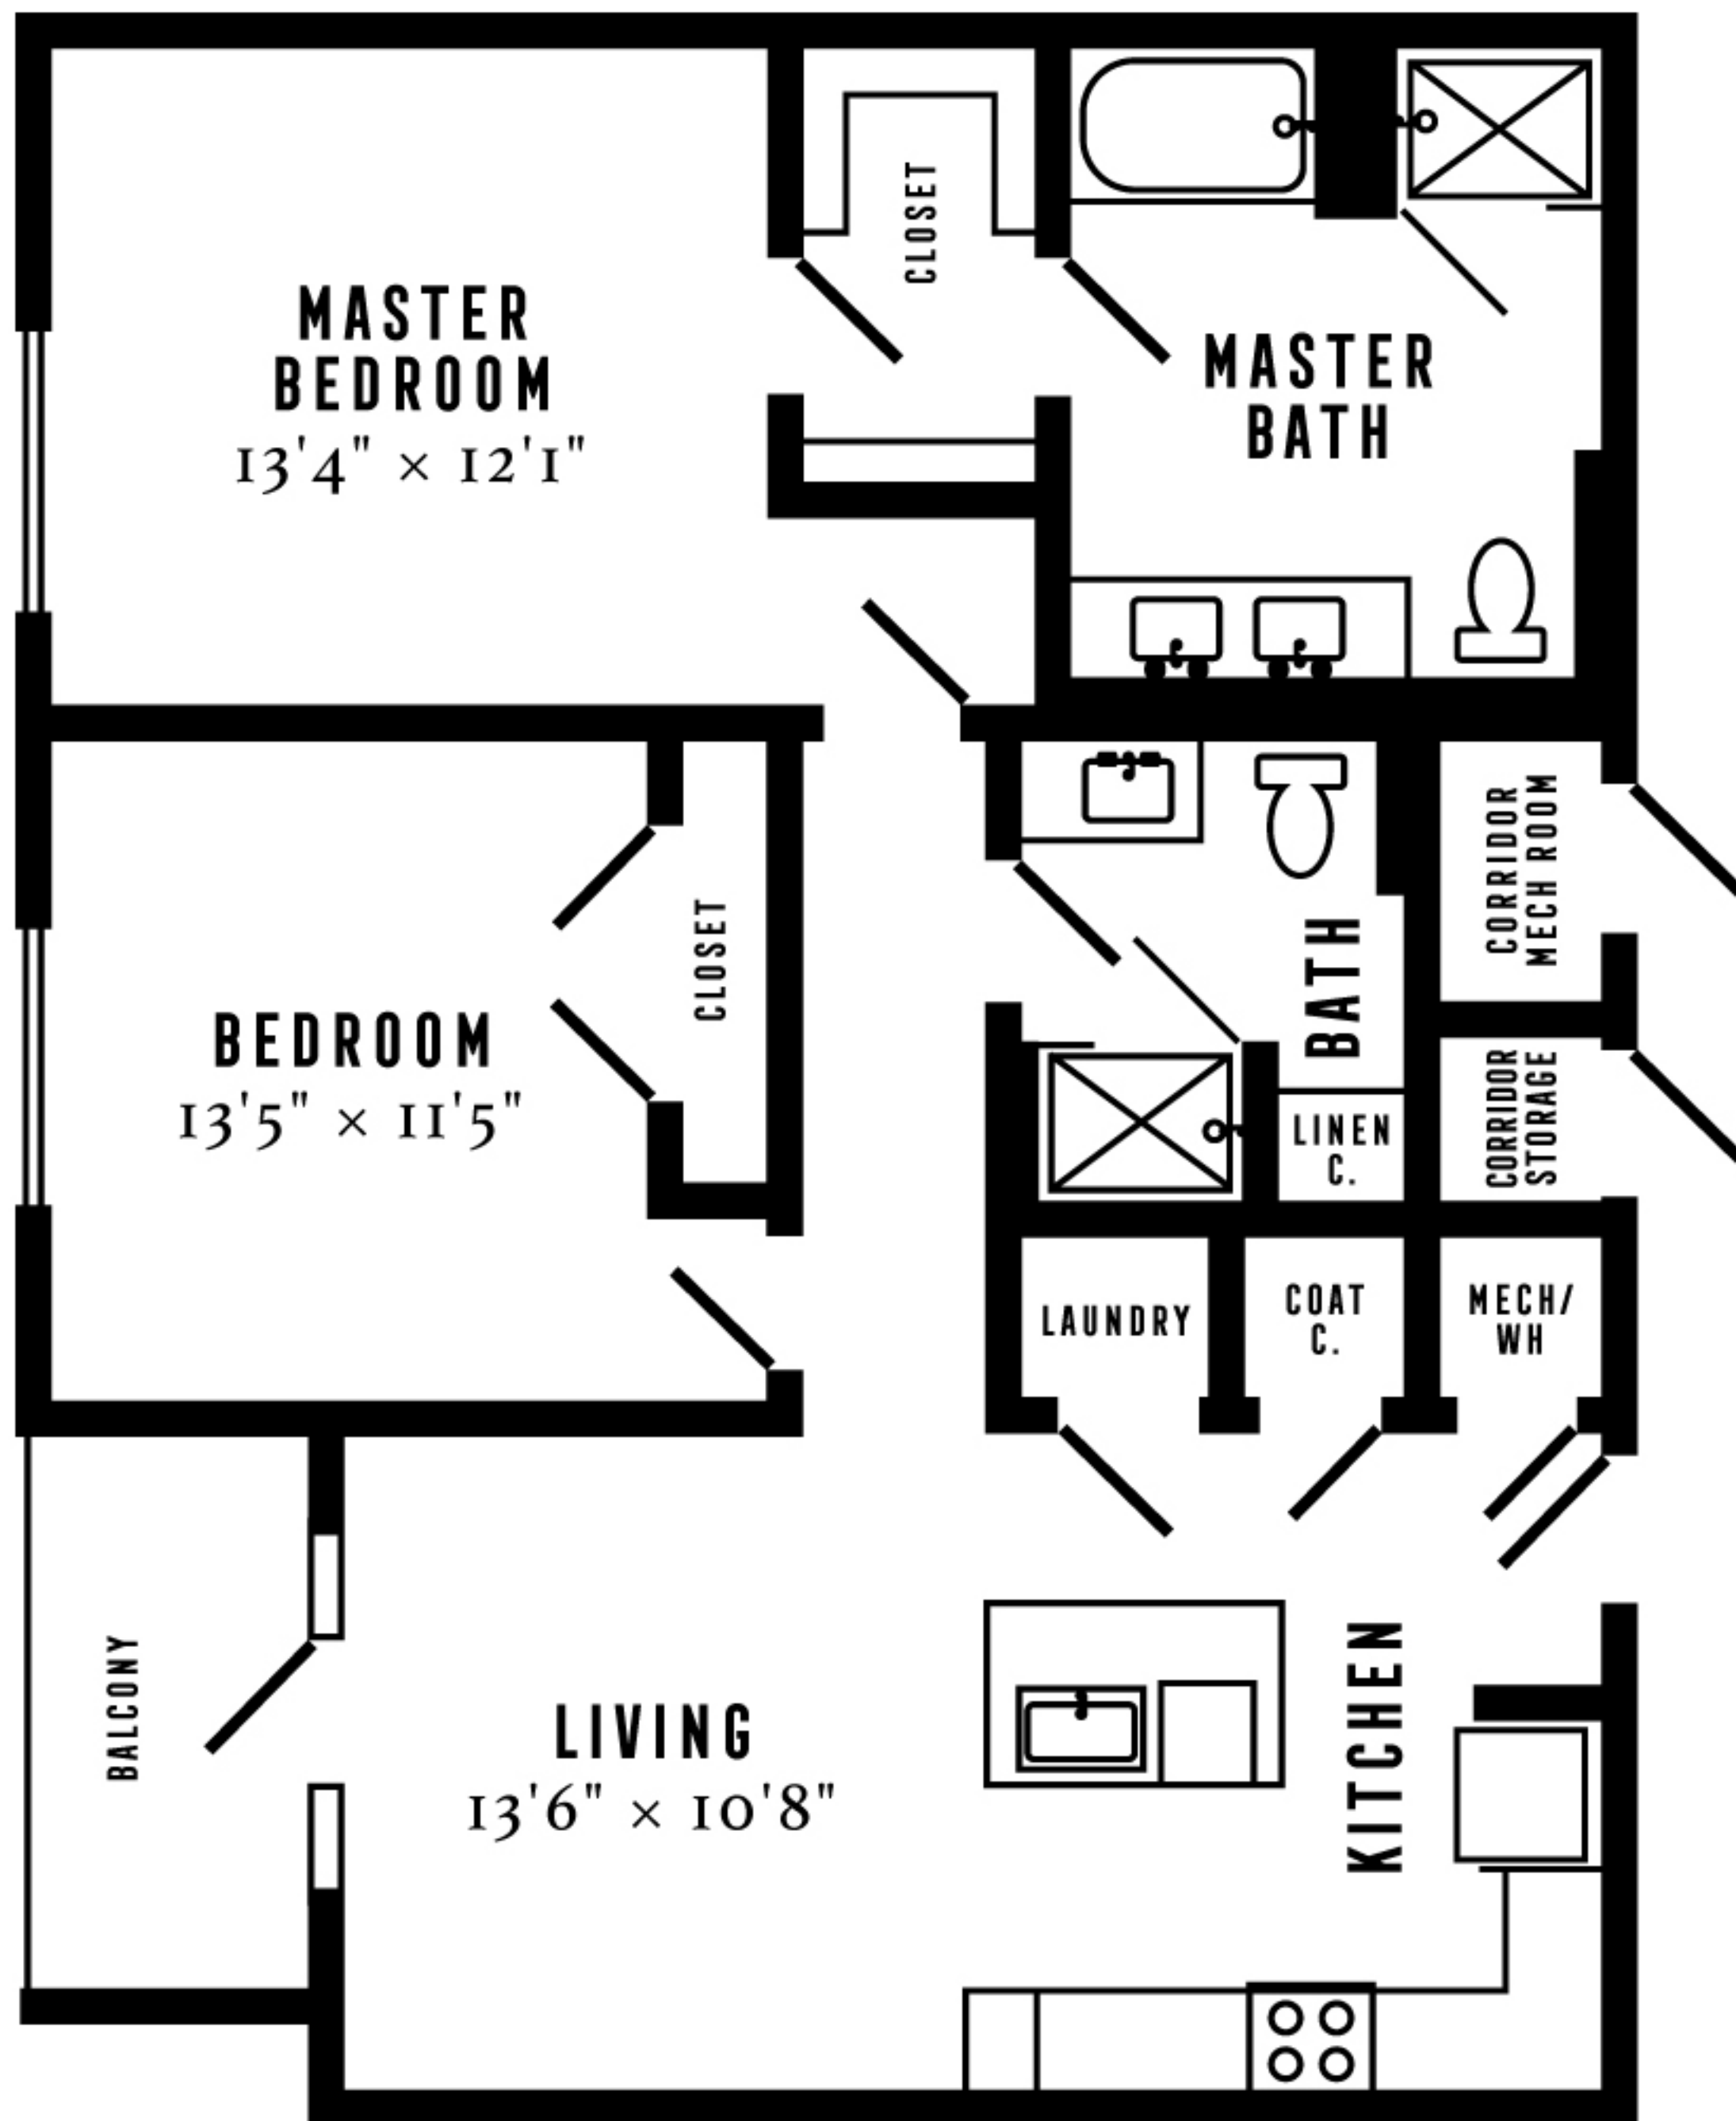 CLOSET
MASTER
BEDROOM
13'4" × 12'1"
MASTER
BATH
CLOSET
BEDROOM
13'5" × 11'5"
BATH
CORRIDOR
MECH ROOM
LINEN
C.
CORRIDOR
STORAGE
LAUNDRY
COAT
C.
MECH/
WH
BALCONY
LIVING
13'6" × 10'8"
KITCHEN